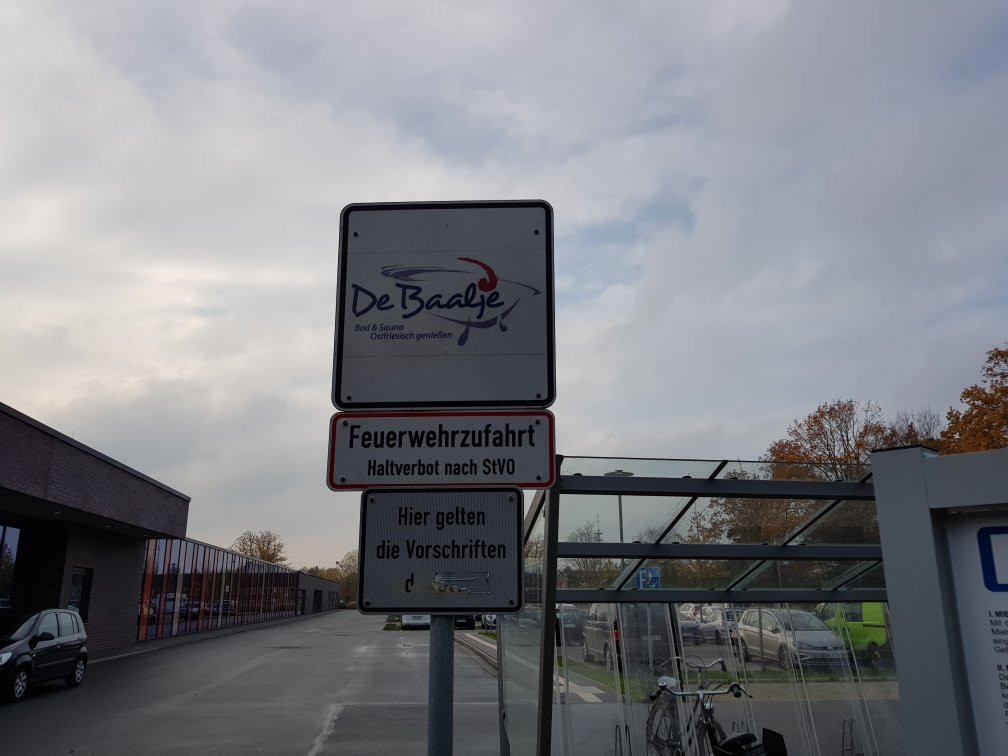 De Baalje
Bad & Sauna
Ostfriesisch genießen
Feuerwehrzufahrt
Haltverbot nach StVO
Hier gelten
die Vorschriften
P